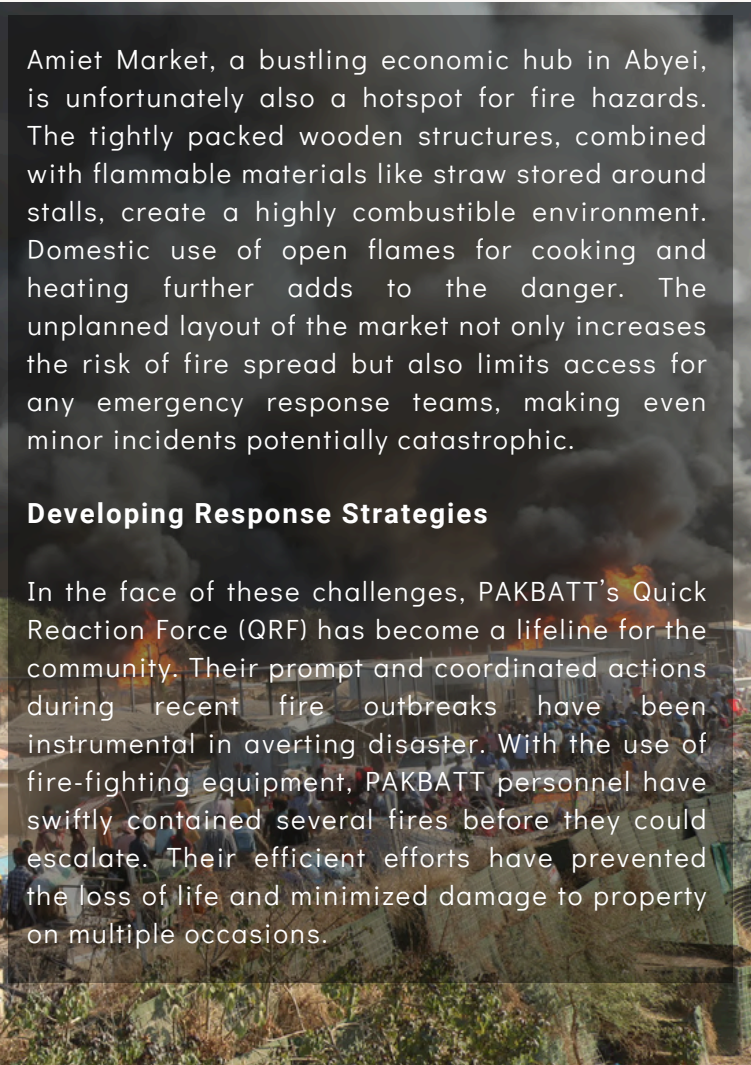 Amiet Market, a bustling economic hub in Abyei,
is unfortunately also a hotspot for fire hazards.
The tightly packed wooden structures, combined
with flammable materials like straw stored around
stalls, create a highly combustible environment.
Domestic use of open flames for cooking and
heating further adds to the danger. The
unplanned layout of the market not only increases
the risk of fire spread but also limits access for
any emergency response teams, making even
minor incidents potentially catastrophic.
Developing Response Strategies
In the face of these challenges, PAKBATT’s Quick
Reaction Force (QRF) has become a lifeline for the
community. Their prompt and coordinated actions
during recent fire outbreaks have been
instrumental in averting disaster. With the use of
fire-fighting equipment, PAKBATT personnel have
swiftly contained several fires before they could
escalate. Their efficient efforts have prevented
the loss of life and minimized damage to property
on multiple occasions.